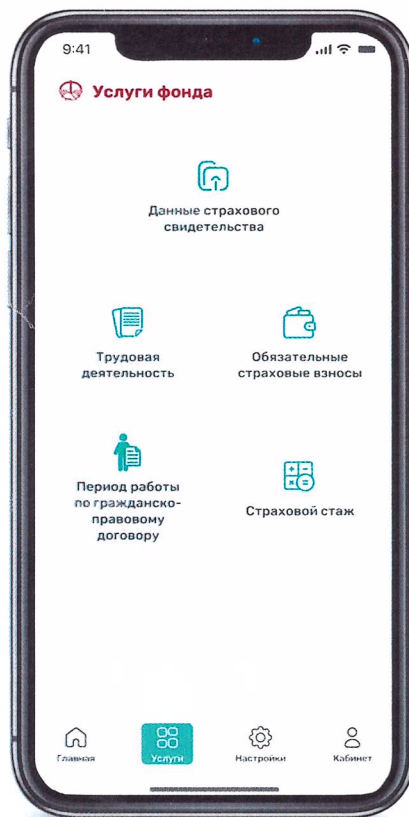 9:41
Услуги фонда
Данные страхового
свидетельства
Трудовая
деятельность
Обязательные
страховые взносы
Период работы
по гражданско-
правовому
договору
Страховой стаж
Главная
Услуги
Настройки
Кабинет